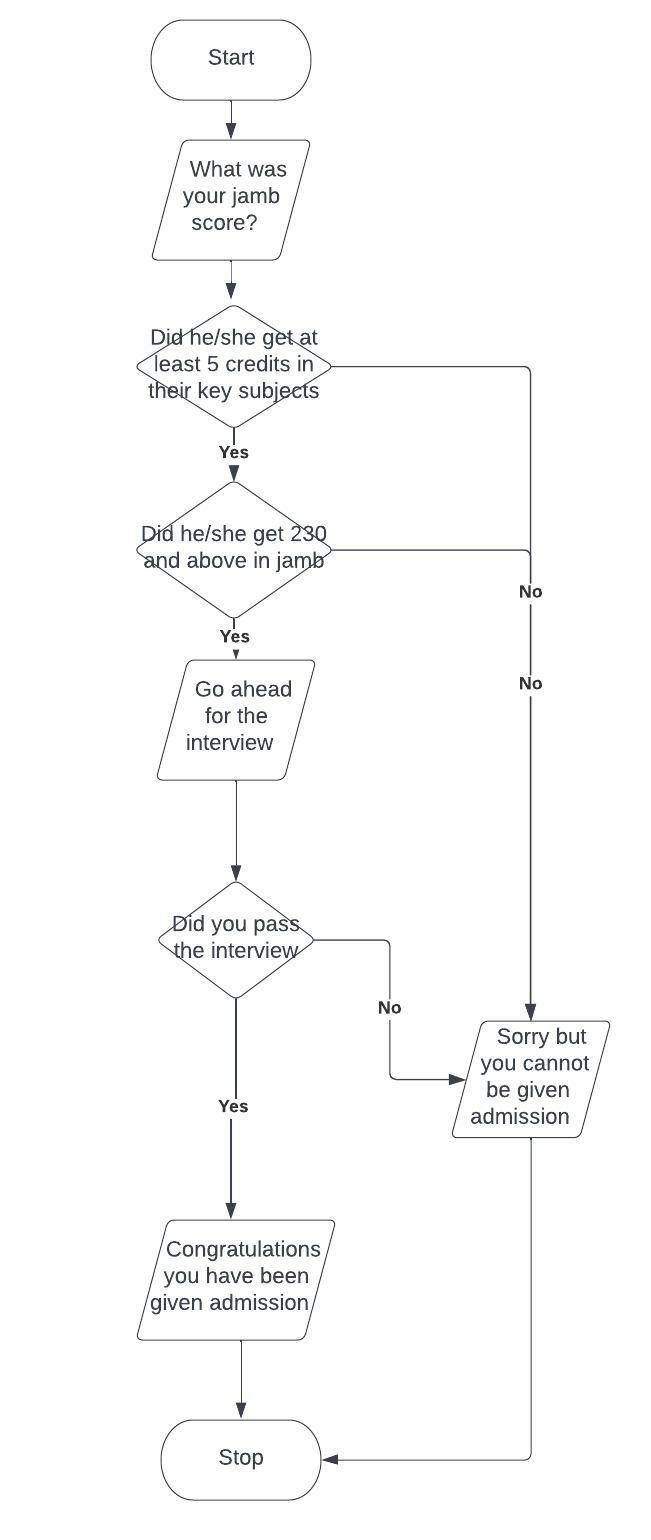 Start
What was
your jamb
score?
Did he/she get at
least 5 credits in
their key subjects
Yes
Did he/she get 230
and above in jamb
No
Yes
No
Go ahead
for the
interview
Did you pass
the interview
No
Sorry but
you cannot
be given
admission
Yes
Congratulations
you have been
given admission
Stop